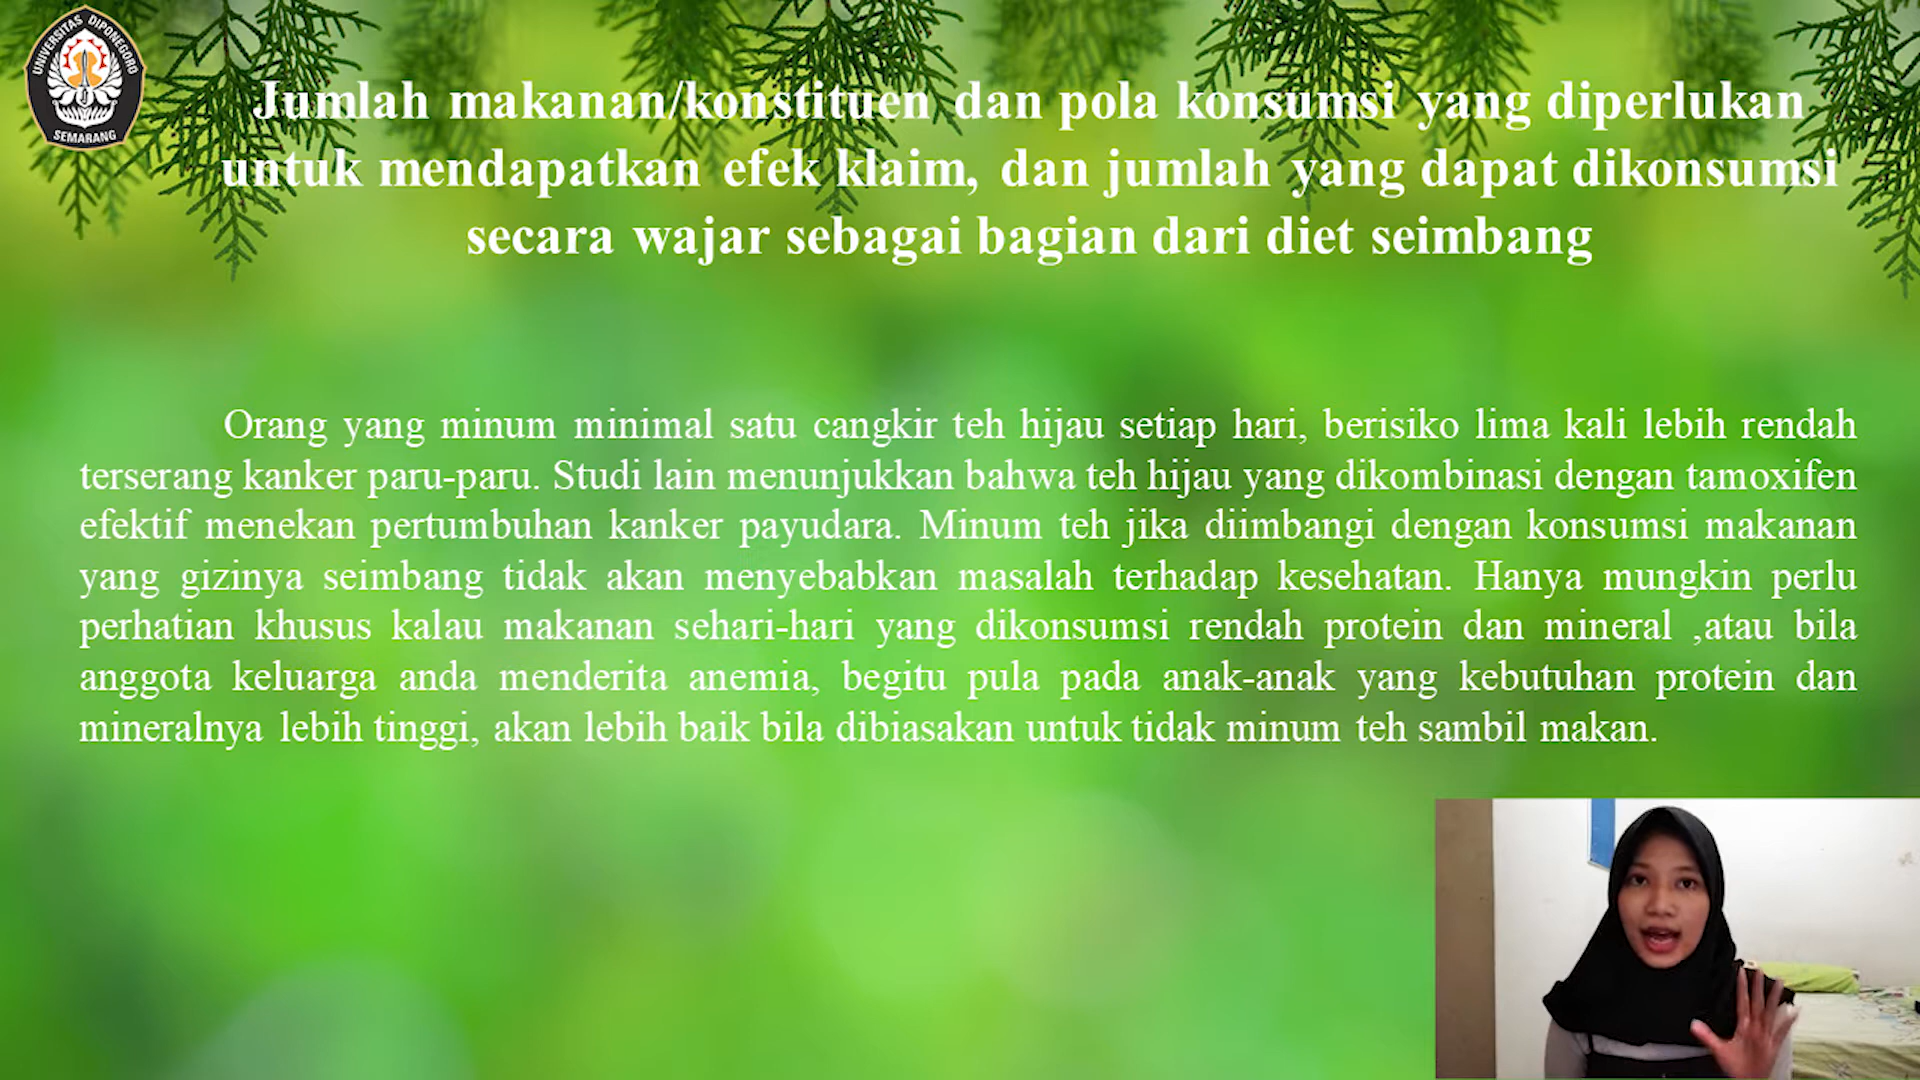 UNIVERSITAS DIPONEGORO
SEMARANG
Jumlah makanan/konstituen dan pola konsumsi yang diperlukan
untuk mendapatkan efek klaim, dan jumlah yang dapat dikonsumsi
secara wajar sebagai bagian dari diet seimbang
Orang yang minum minimal satu cangkir teh hijau setiap hari, berisiko lima kali lebih rendah
terserang kanker paru-paru. Studi lain menunjukkan bahwa teh hijau yang dikombinasi dengan tamoxifen
efektif menekan pertumbuhan kanker payudara. Minum teh jika diimbangi dengan konsumsi makanan
yang gizinya seimbang tidak akan menyebabkan masalah terhadap kesehatan. Hanya mungkin perlu
perhatian khusus kalau makanan sehari-hari yang dikonsumsi rendah protein dan mineral ,atau bila
anggota keluarga anda menderita anemia, begitu pula pada anak-anak yang kebutuhan protein dan
mineralnya lebih tinggi, akan lebih baik bila dibiasakan untuk tidak minum teh sambil makan.